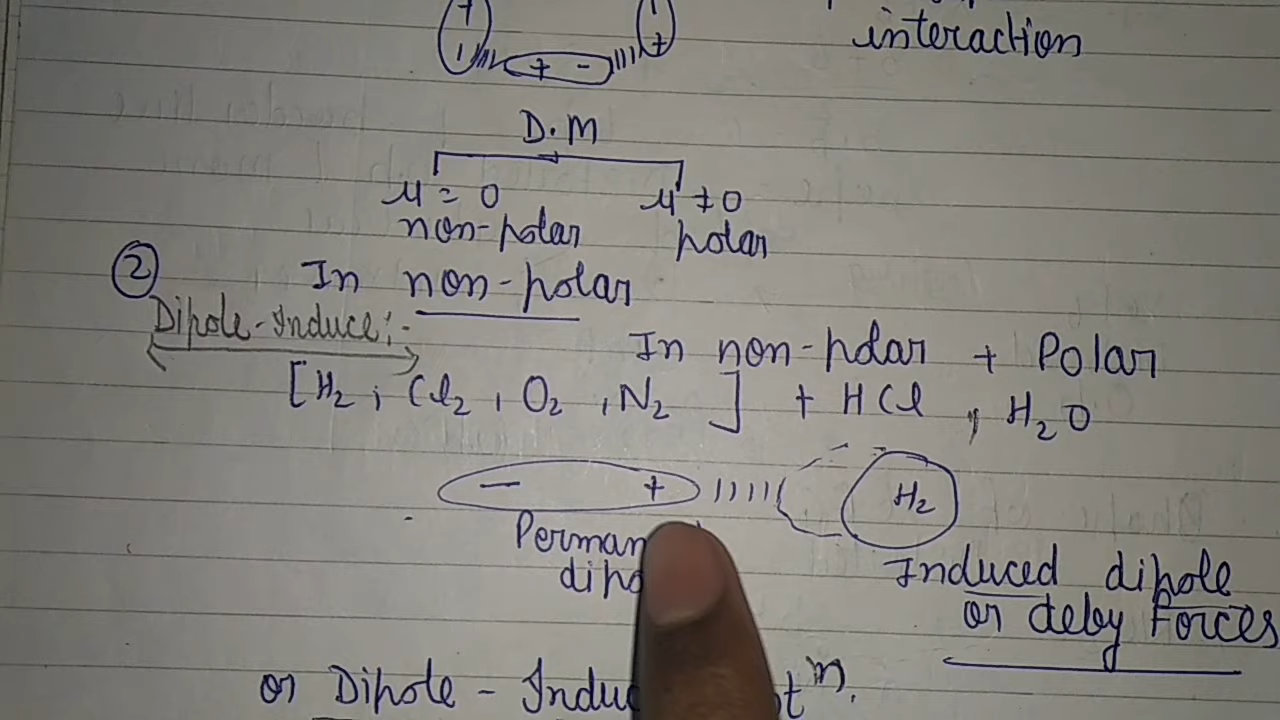 interaction
+ -
D.M
μ = 0 μ ≠ 0
non-polar polar
② In non-polar
Dipole-Induce:-
In non-polar + Polar
[H₂, Cl₂, O₂, N₂] + HCl, H₂O
- + H₂
Induced dipole
or deby Forces
or Dipole -